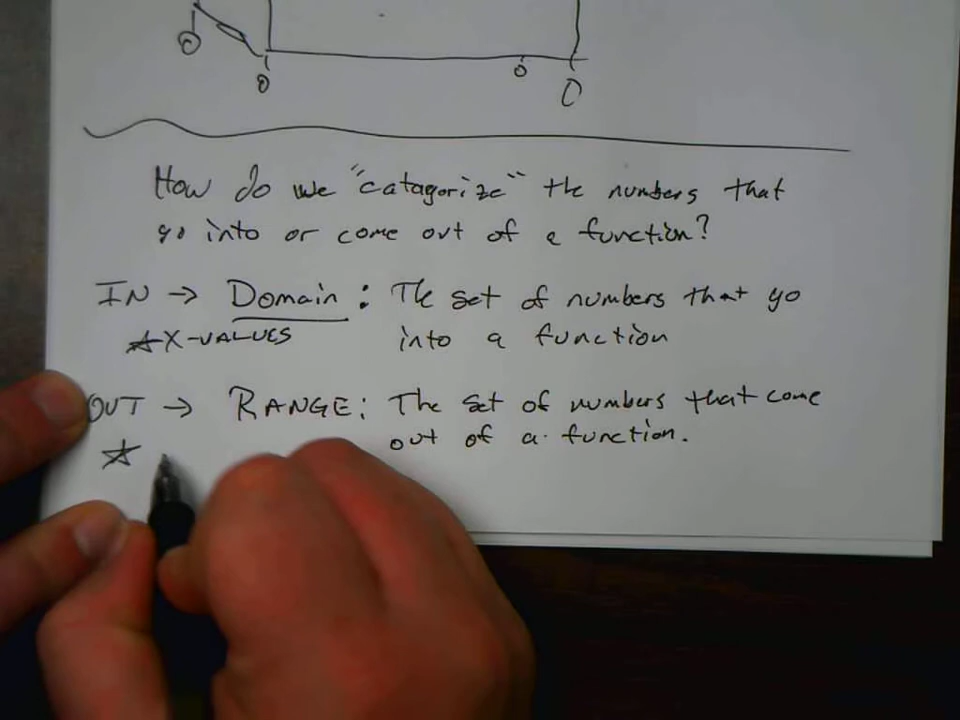 How do we "catagorize" the numbers that
go into or come out of a function?
IN → Domain : The set of numbers that go
★X-VALUES into a function
OUT → RANGE: The set of numbers that come
★ out of a function.